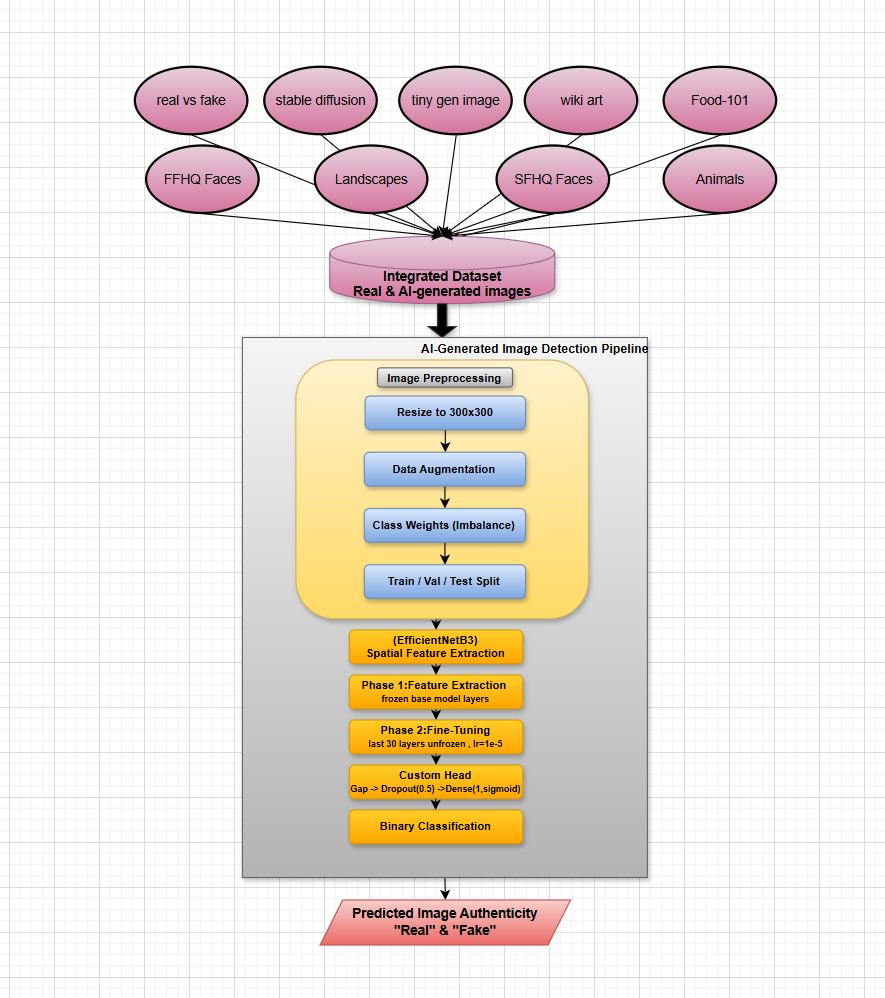 real vs fake
stable diffusion
tiny gen image
wiki art
Food-101
FFHQ Faces
Landscapes
SFHQ Faces
Animals
Integrated Dataset
Real & AI-generated images
AI-Generated Image Detection Pipeline
Image Preprocessing
Resize to 300x300
Data Augmentation
Class Weights (Imbalance)
Train / Val / Test Split
(EfficientNetB3)
Spatial Feature Extraction
Phase 1:Feature Extraction
frozen base model layers
Phase 2:Fine-Tuning
last 30 layers unfrozen , lr=1e-5
Custom Head
Gap -> Dropout(0.5) ->Dense(1,sigmoid)
Binary Classification
Predicted Image Authenticity
"Real" & "Fake"